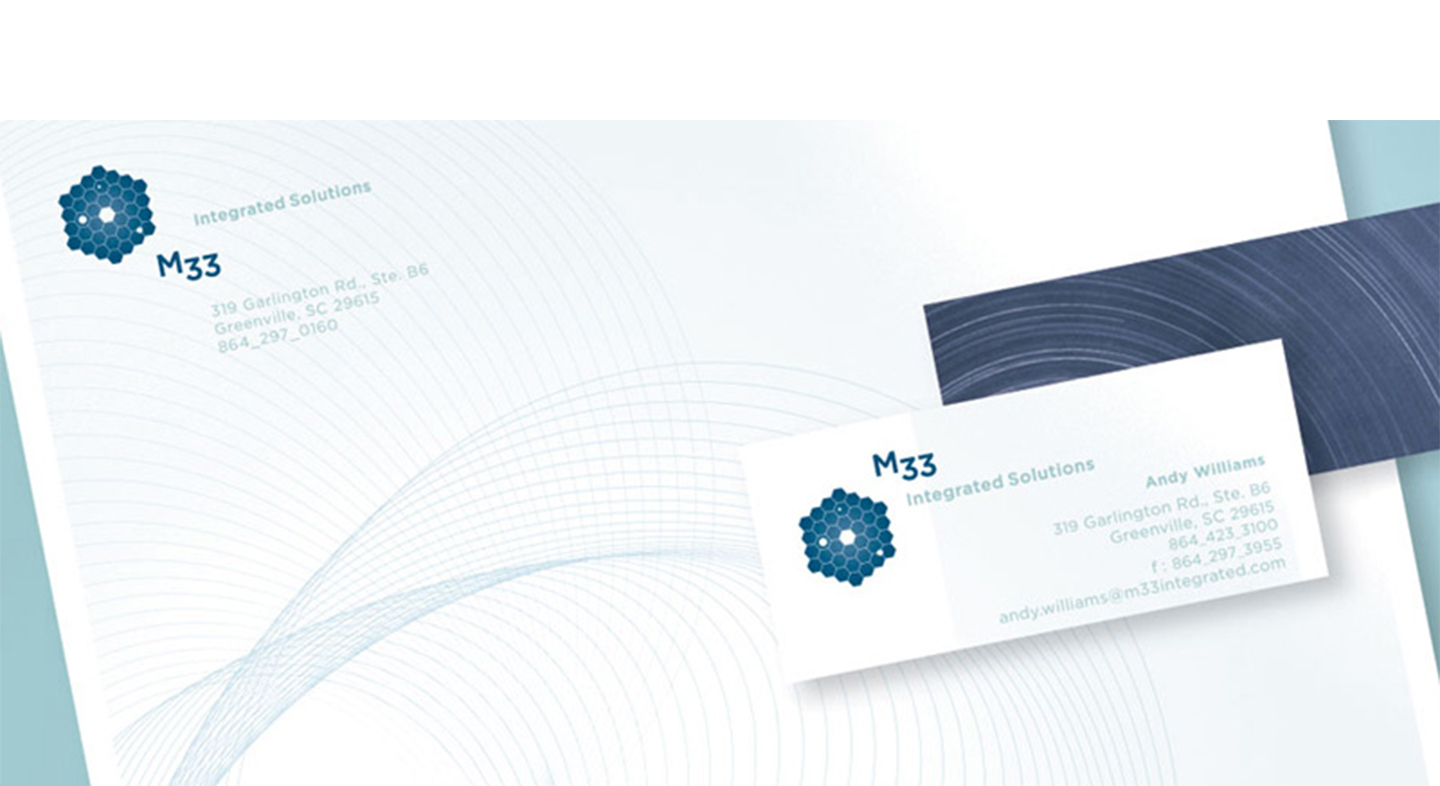 Integrated Solutions
M33
319 Garlington Rd., Ste. B6
Greenville, SC 29615
864_297_0160
M33
Integrated Solutions
Andy Williams
319 Garlington Rd., Ste. B6
Greenville, SC 29615
864_423_3100
f : 864_297_3955
andy.williams@m33integrated.com